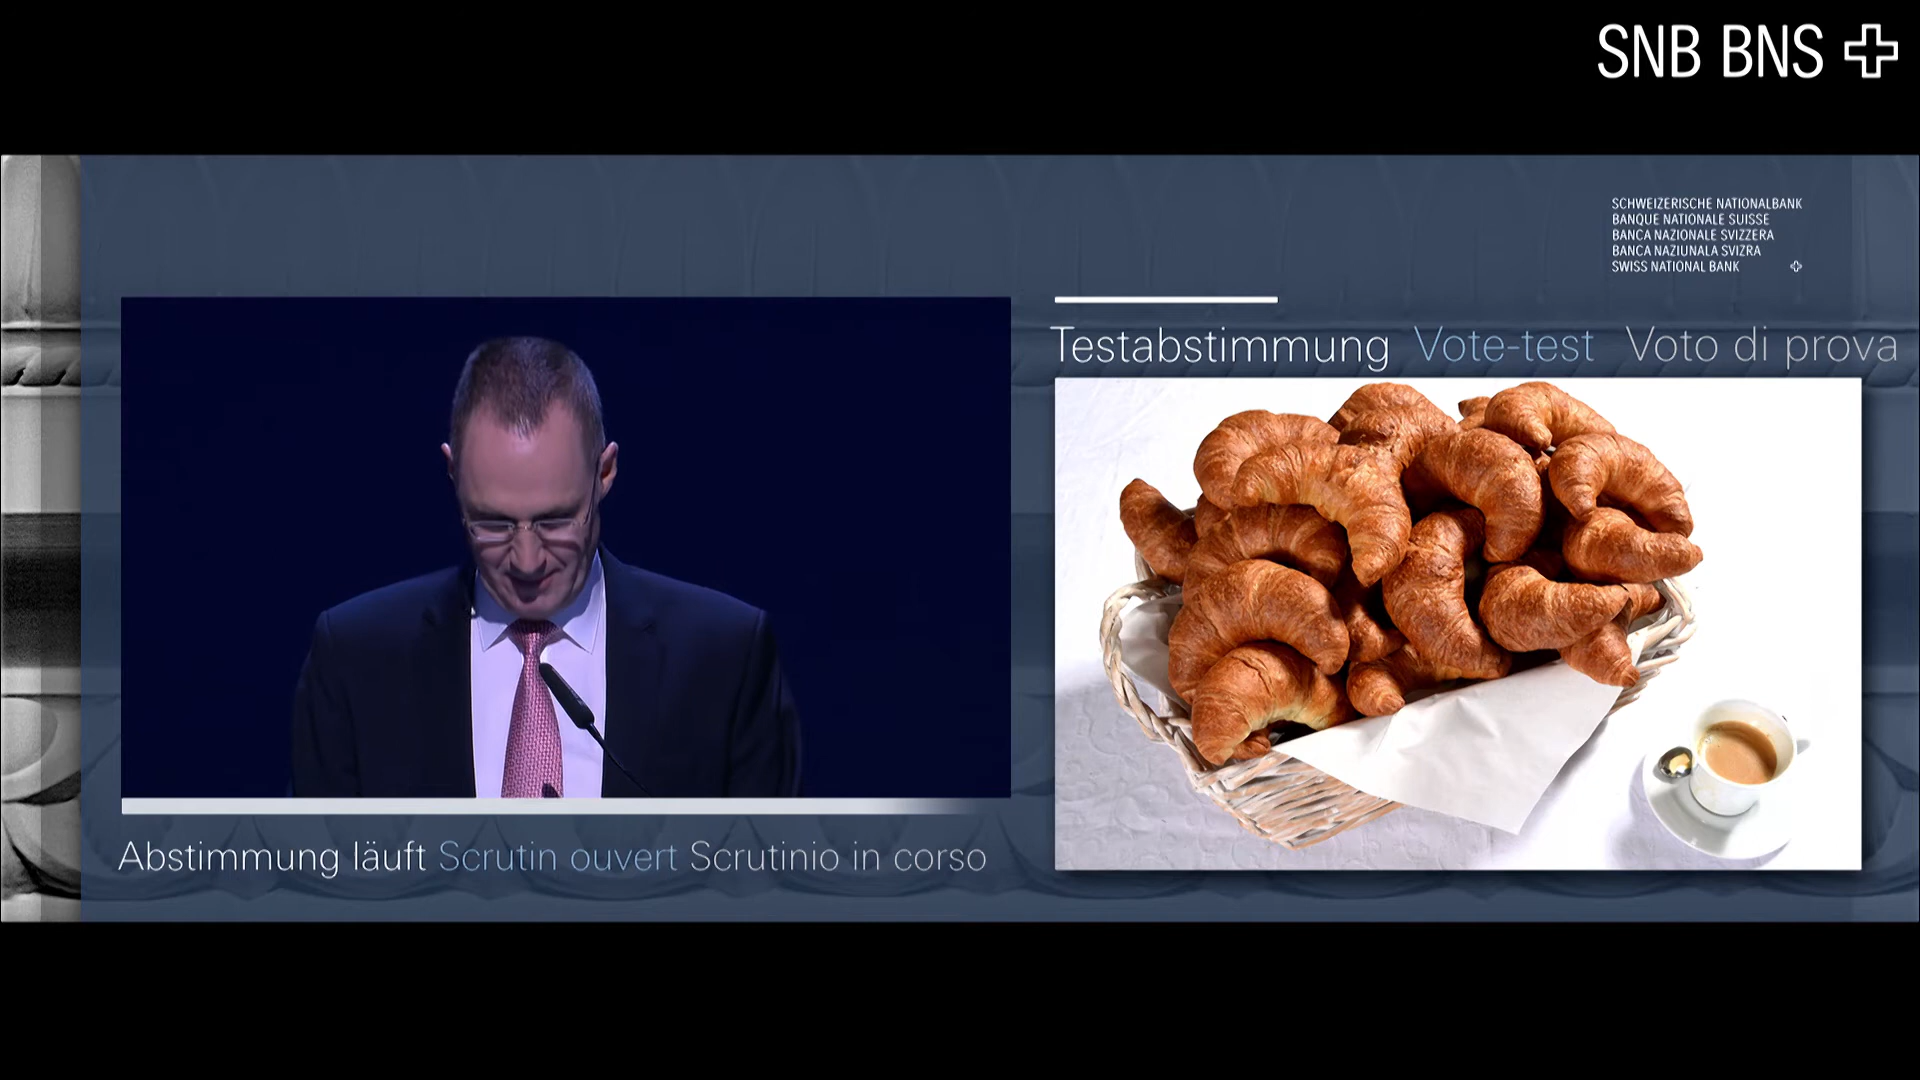 SNB BNS
SCHWEIZERISCHE NATIONALBANK
BANQUE NATIONALE SUISSE
BANCA NAZIONALE SVIZZERA
BANCA NAZIUNALA SVIZRA
SWISS NATIONAL BANK
Testabstimmung Vote-test Voto di prova
Abstimmung läuft Scrutin ouvert Scrutinio in corso